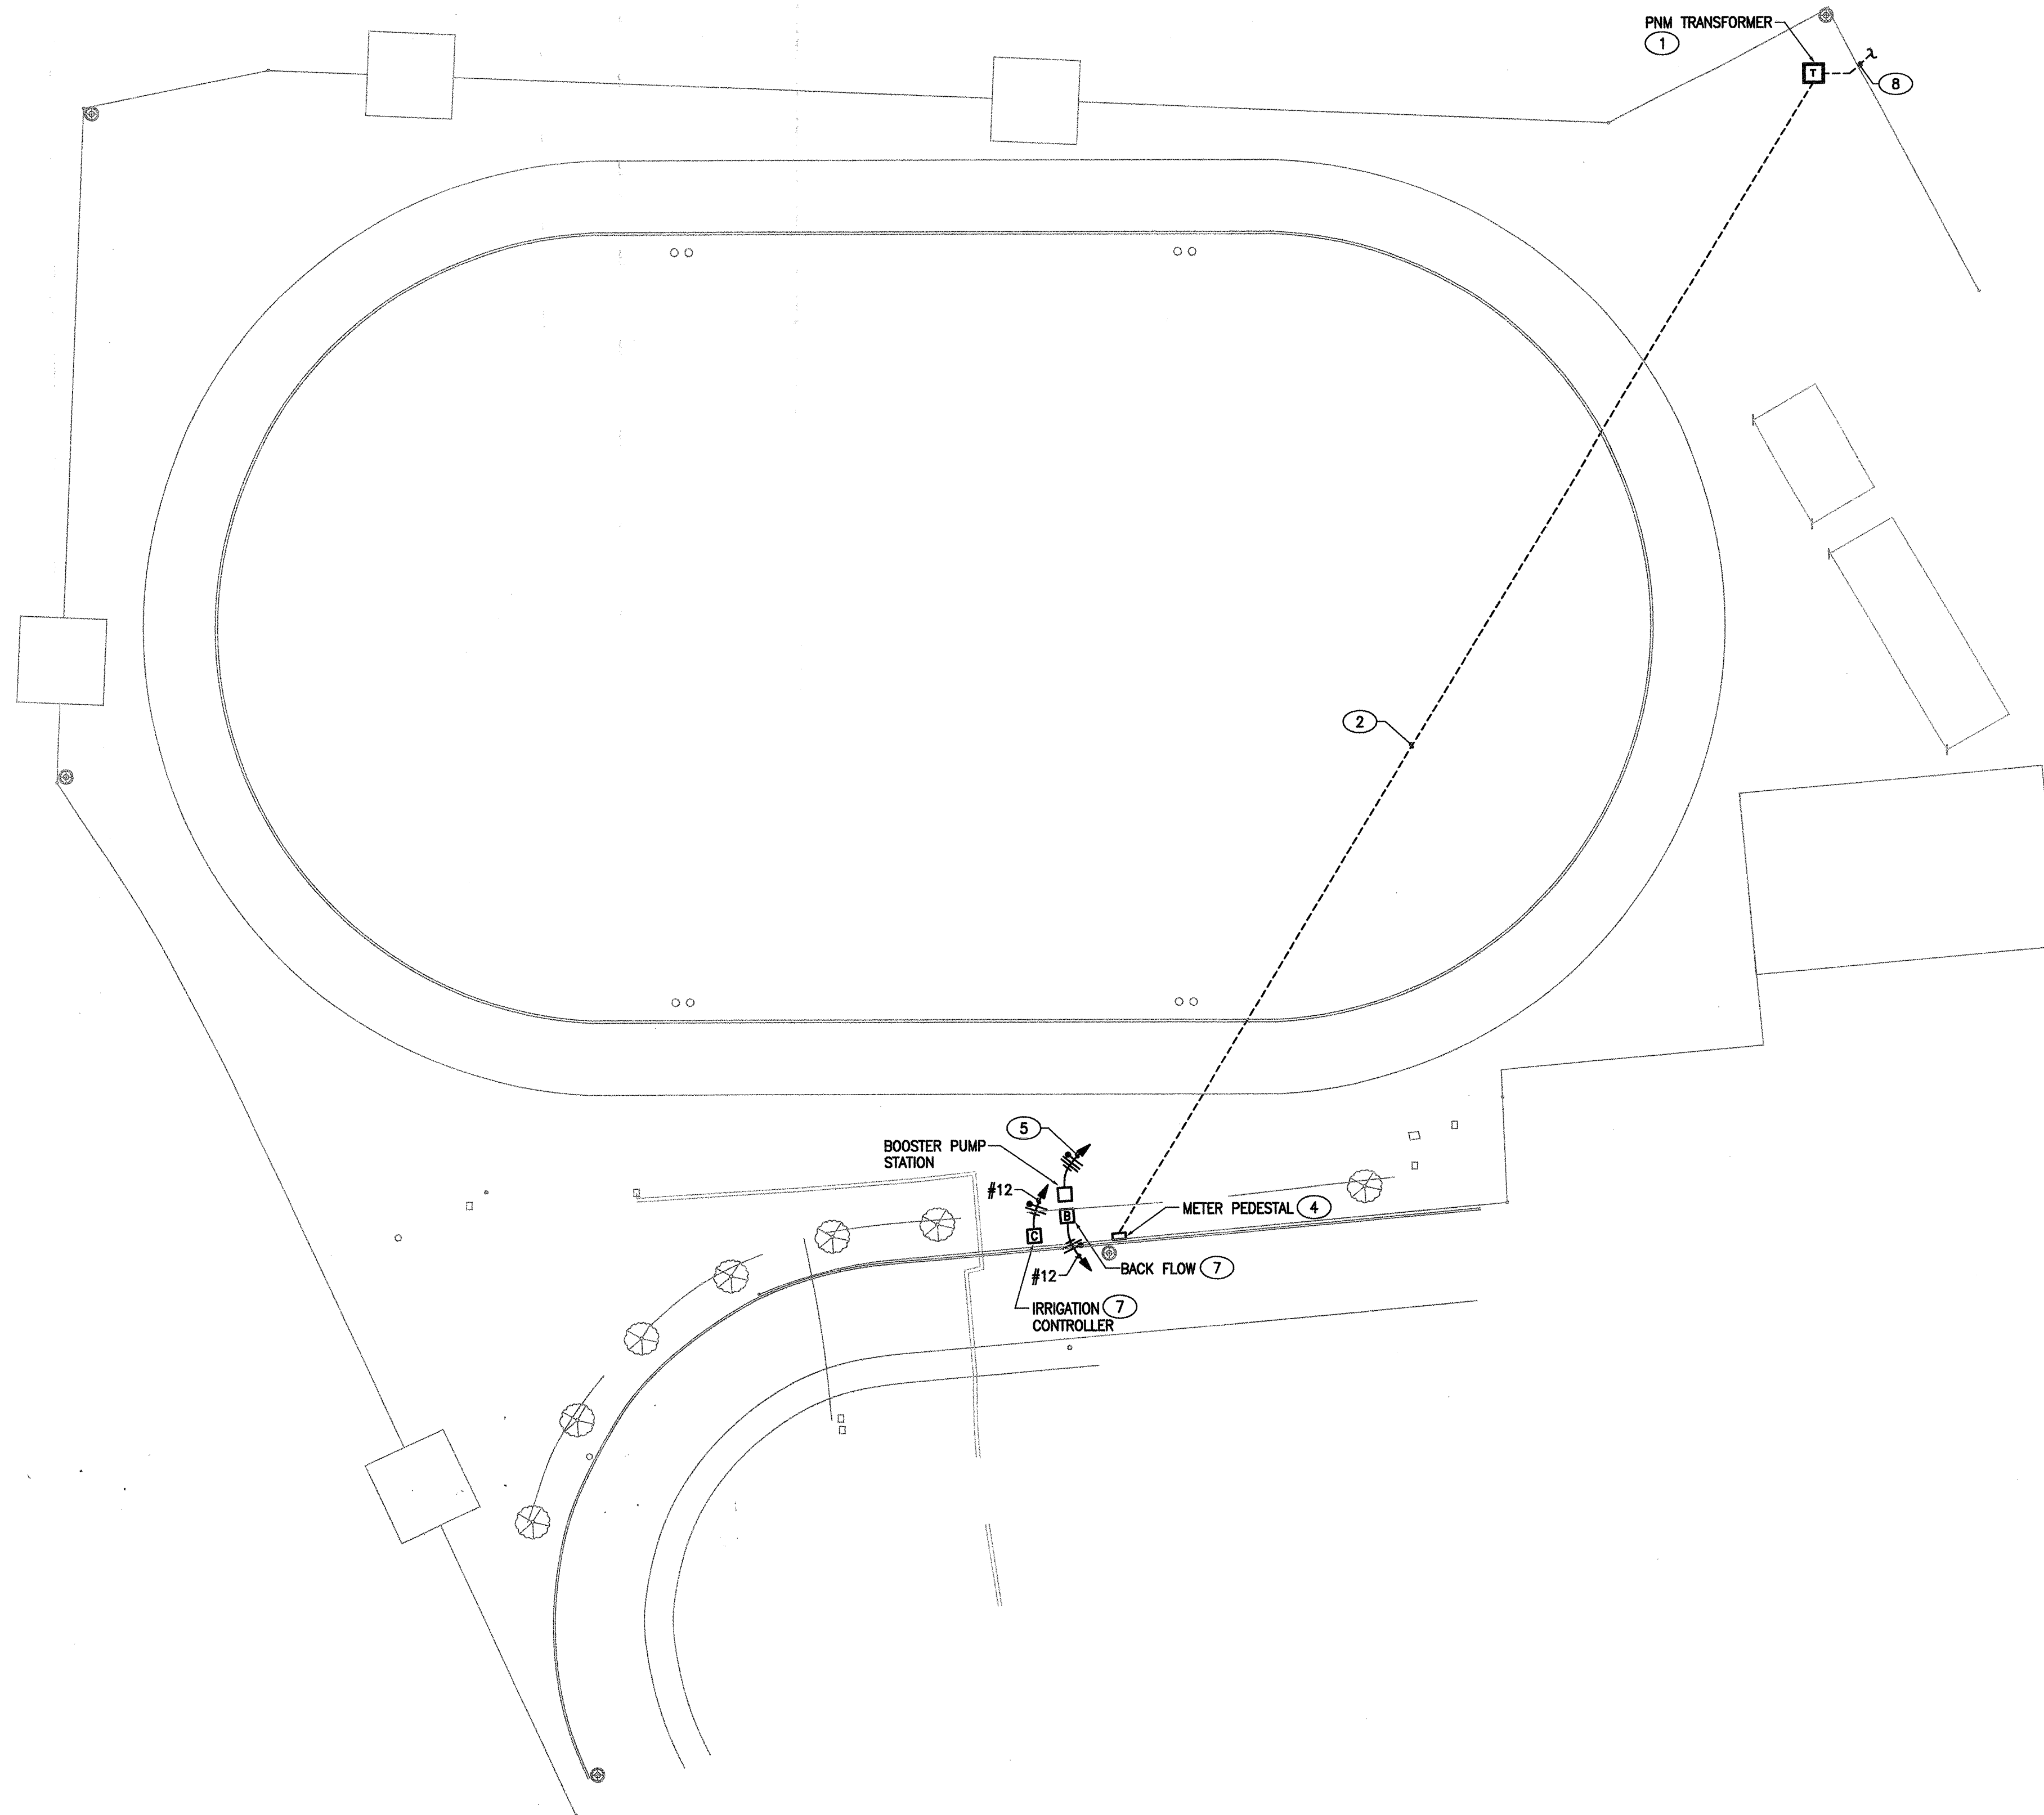 PNM TRANSFORMER
1
T
8
2
5
BOOSTER PUMP
STATION
#12
B
METER PEDESTAL 4
C
#12
BACK FLOW 7
IRRIGATION 7
CONTROLLER